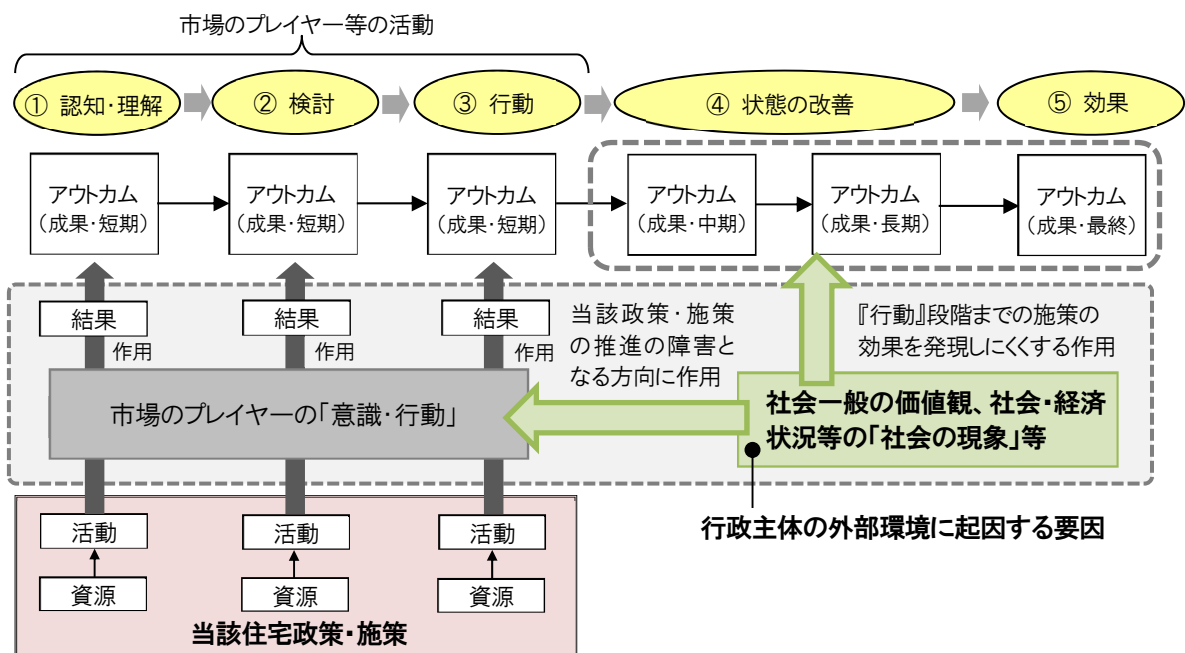 市場のプレイヤー等の活動
① 認知・理解
② 検討
③ 行動
④ 状態の改善
⑤ 効果
アウトカム
(成果・短期)
アウトカム
(成果・短期)
アウトカム
(成果・短期)
アウトカム
(成果・中期)
アウトカム
(成果・長期)
アウトカム
(成果・最終)
結果
作用
結果
作用
結果
作用
当該政策・施策
の推進の障害と
なる方向に作用
『行動』段階までの施策の
効果を発現しにくくする作用
市場のプレイヤーの「意識・行動」
社会一般の価値観、社会・経済
状況等の「社会の現象」等
行政主体の外部環境に起因する要因
活動
資源
活動
資源
活動
資源
当該住宅政策・施策